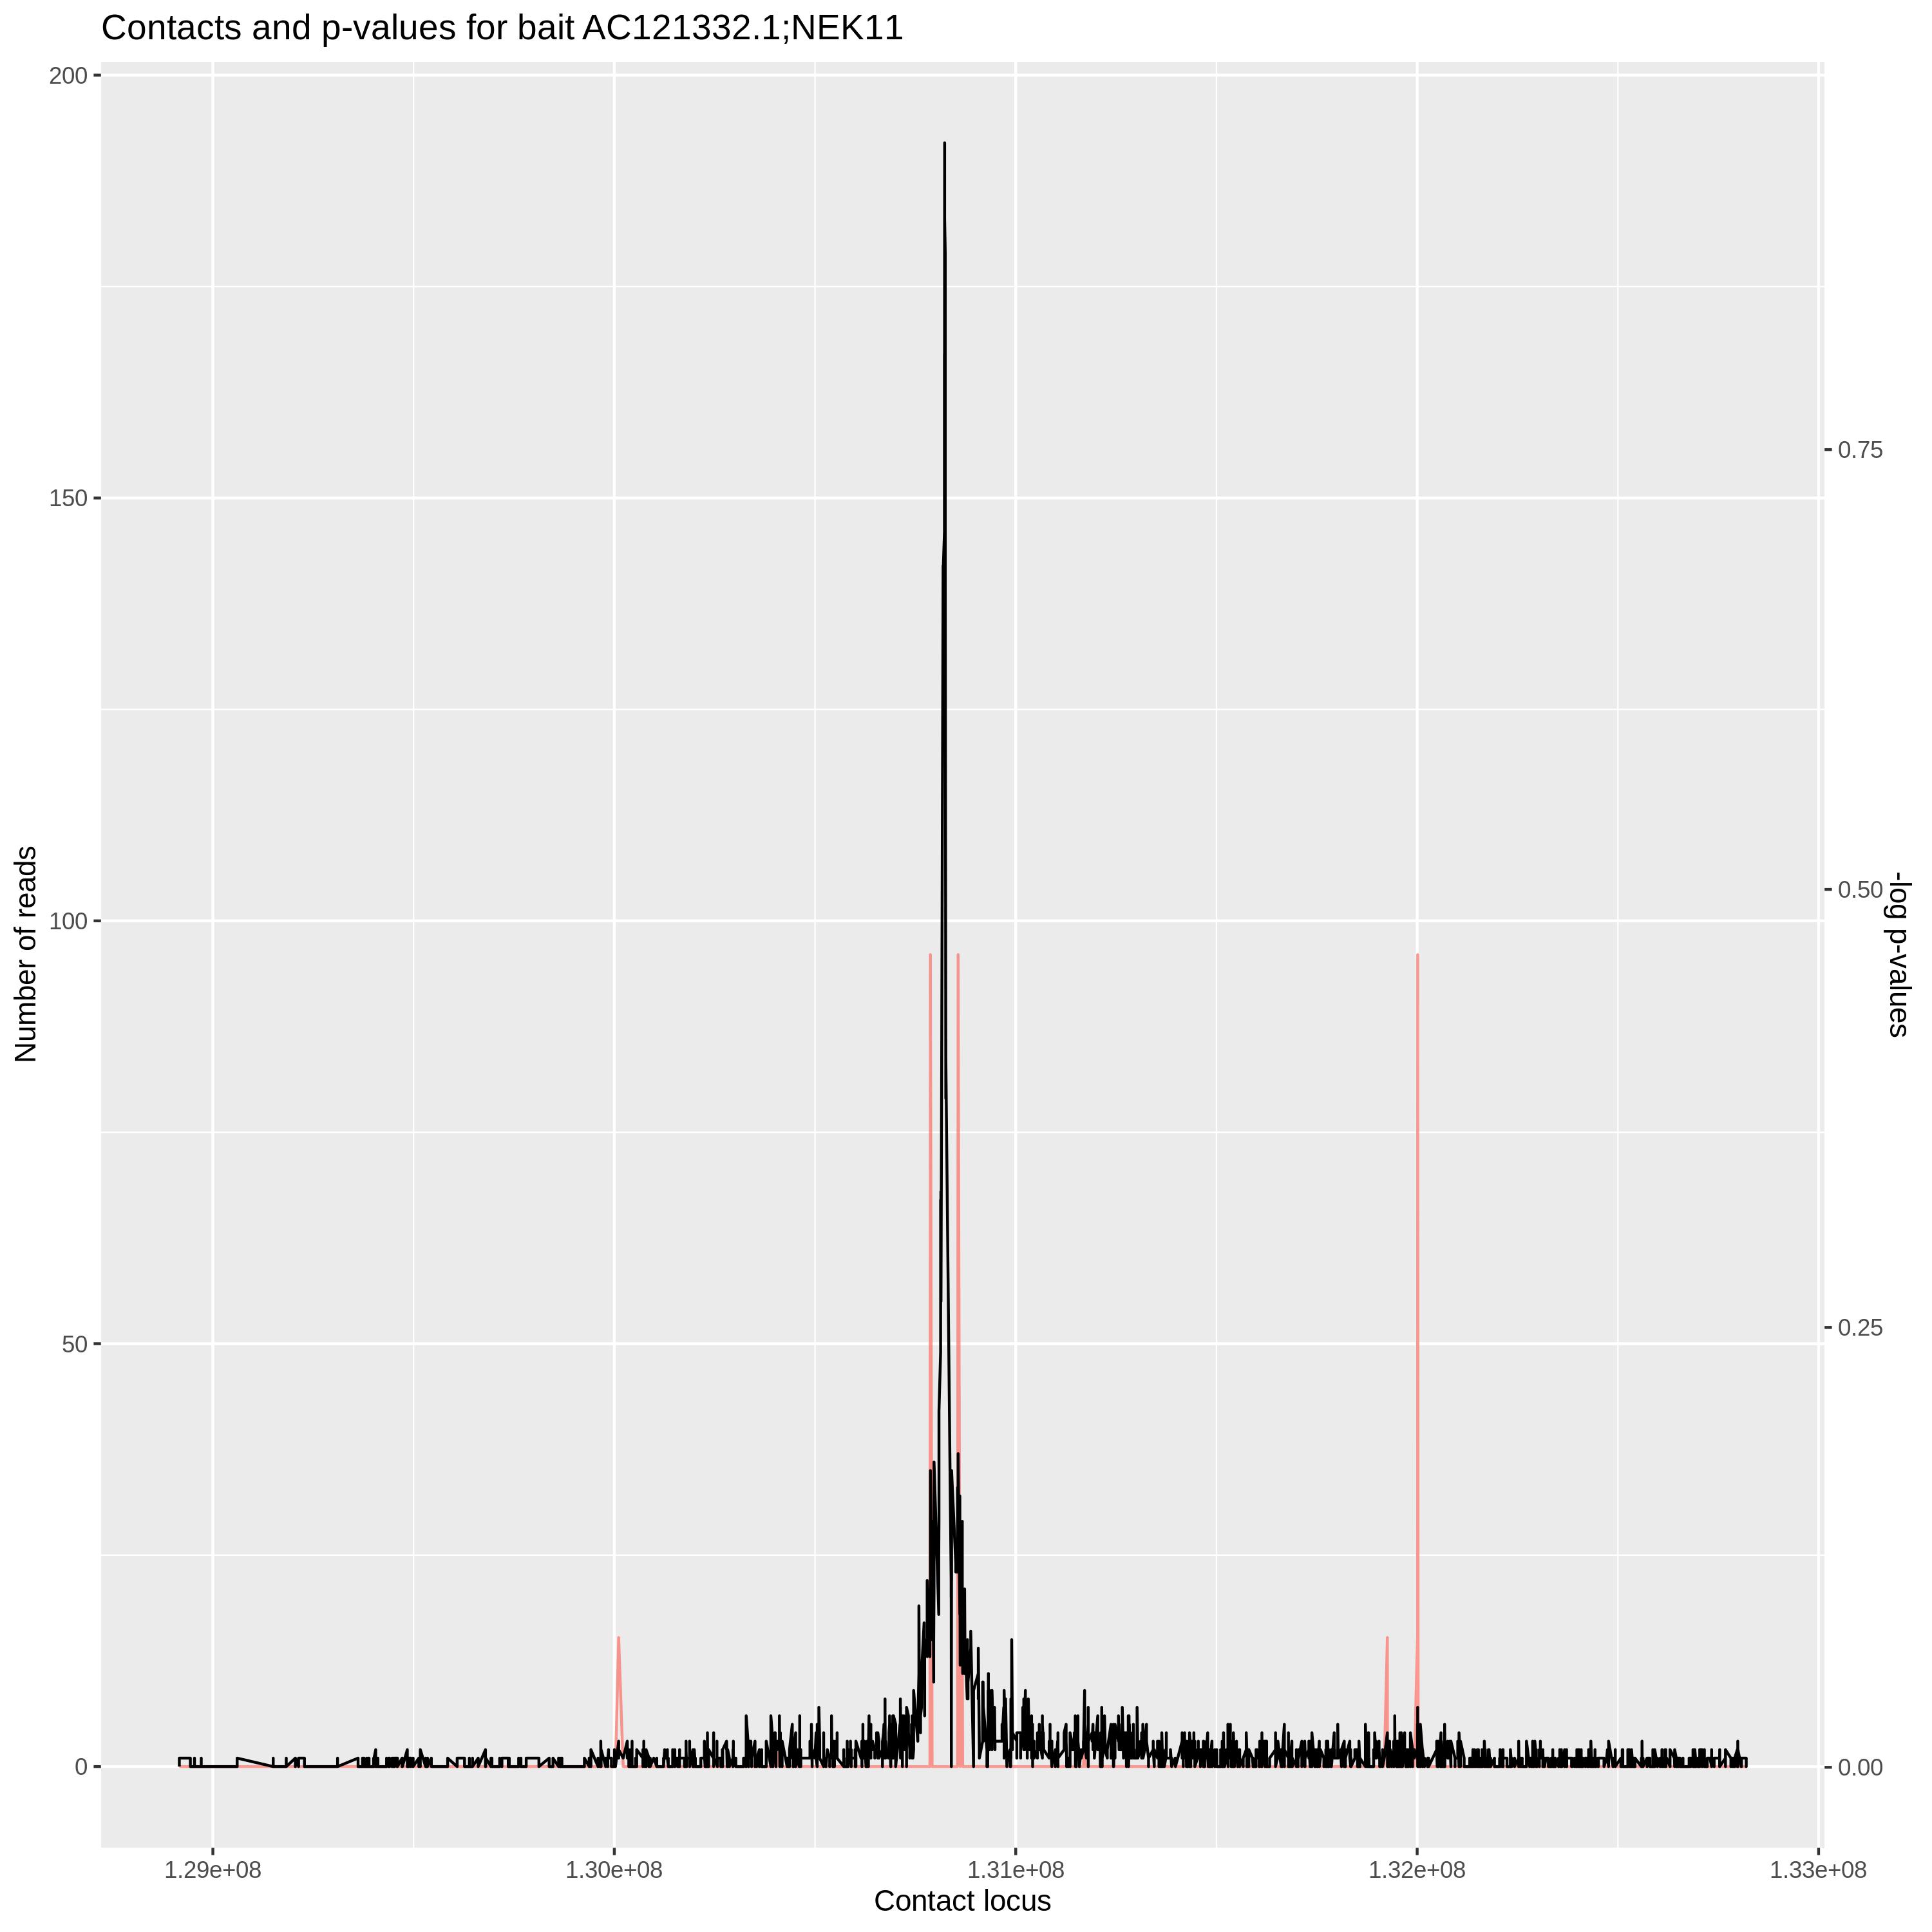 Contacts and p-values for bait AC121332.1;NEK11
200
150
100
50
0
Number of reads
0.75
0.50
0.25
0.00
-log p-values
1.29e+08
1.30e+08
1.31e+08
1.32e+08
1.33e+08
Contact locus